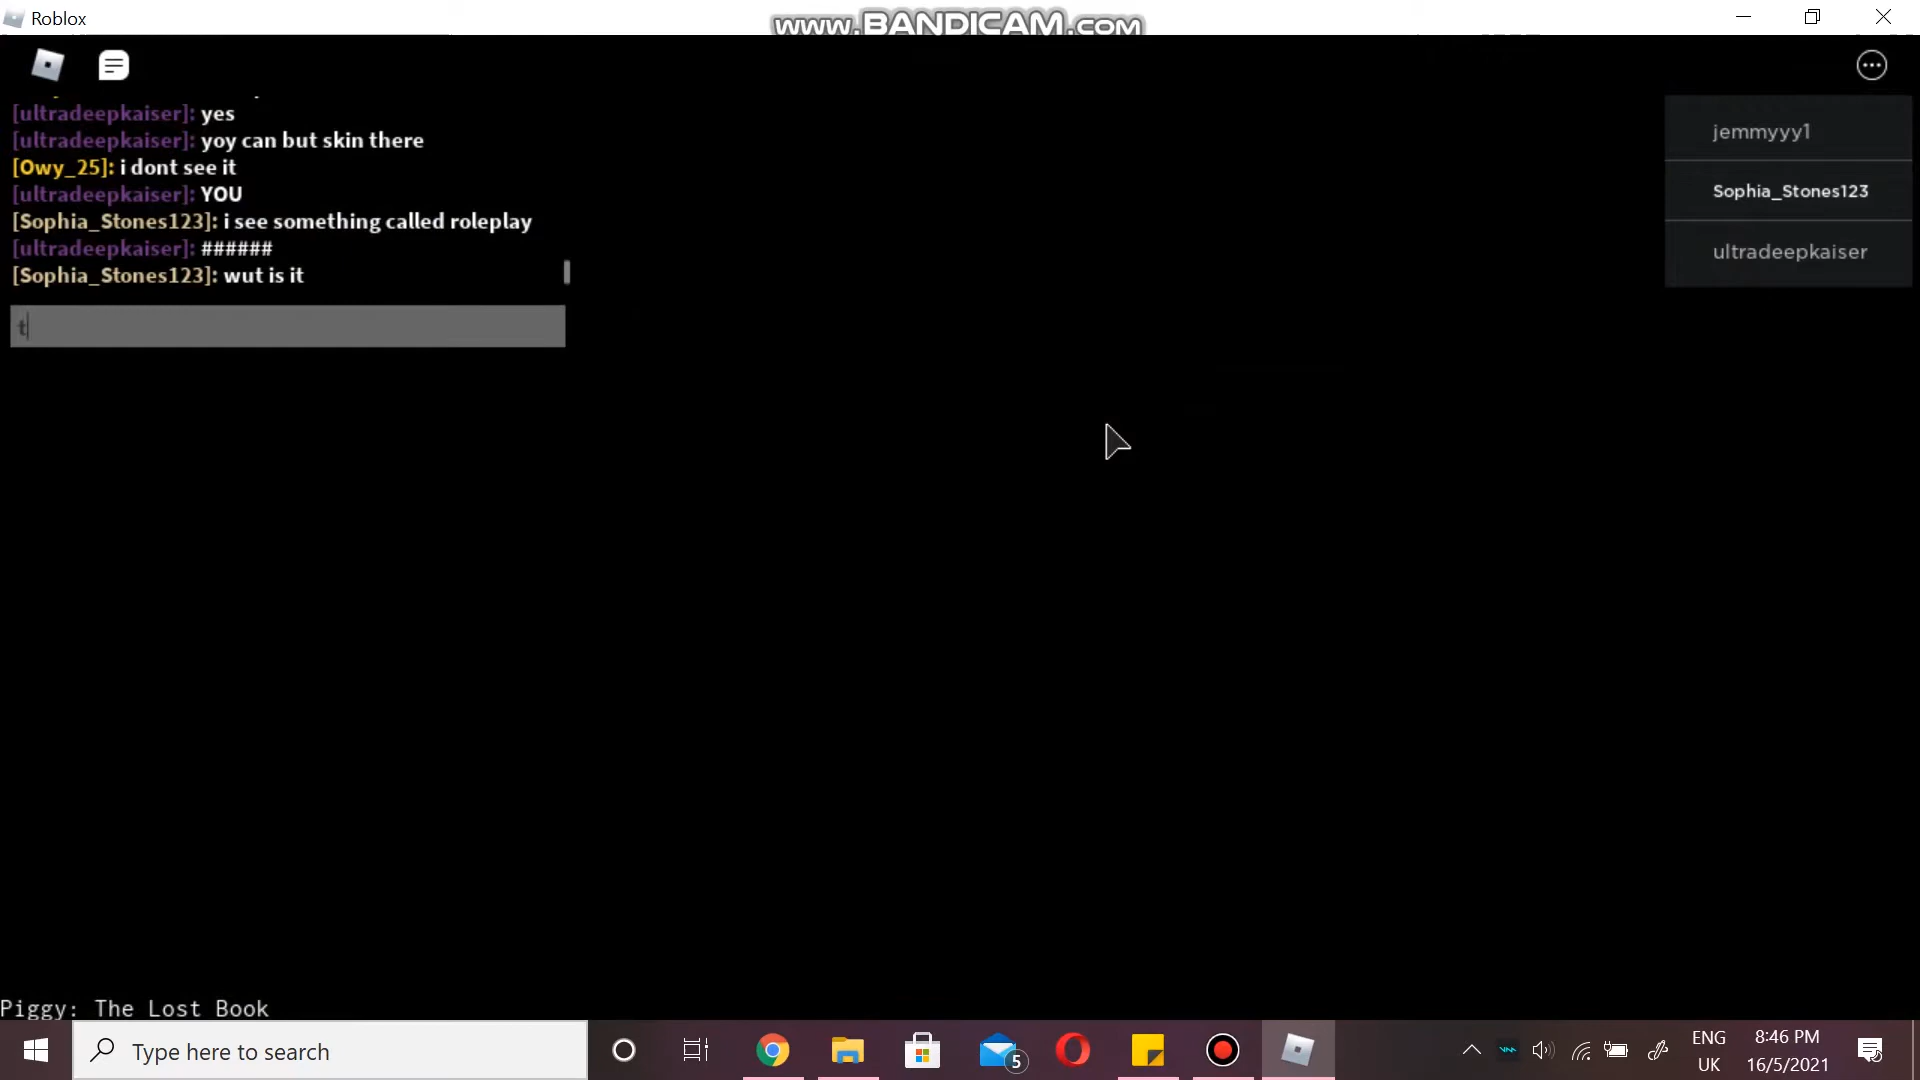 Roblox
www.BANDICAM.com
[ultradeepkaiser]: yes
[ultradeepkaiser]: yoy can but skin there
[Owy_25]: i dont see it
[ultradeepkaiser]: YOU
[Sophia_Stones123]: i see something called roleplay
[ultradeepkaiser]: ######
[Sophia_Stones123]: wut is it
t
jemmyyy1
Sophia_Stones123
ultradeepkaiser
Piggy: The Lost Book
Type here to search
5
ENG
UK
8:46 PM
16/5/2021